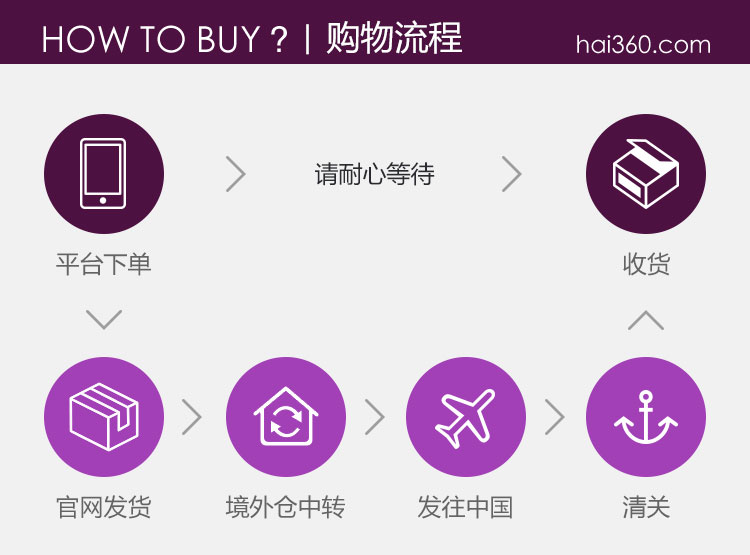 HOW TO BUY ? | 购物流程
hai360.com
请耐心等待
平台下单
收货
官网发货
境外仓中转
发往中国
清关